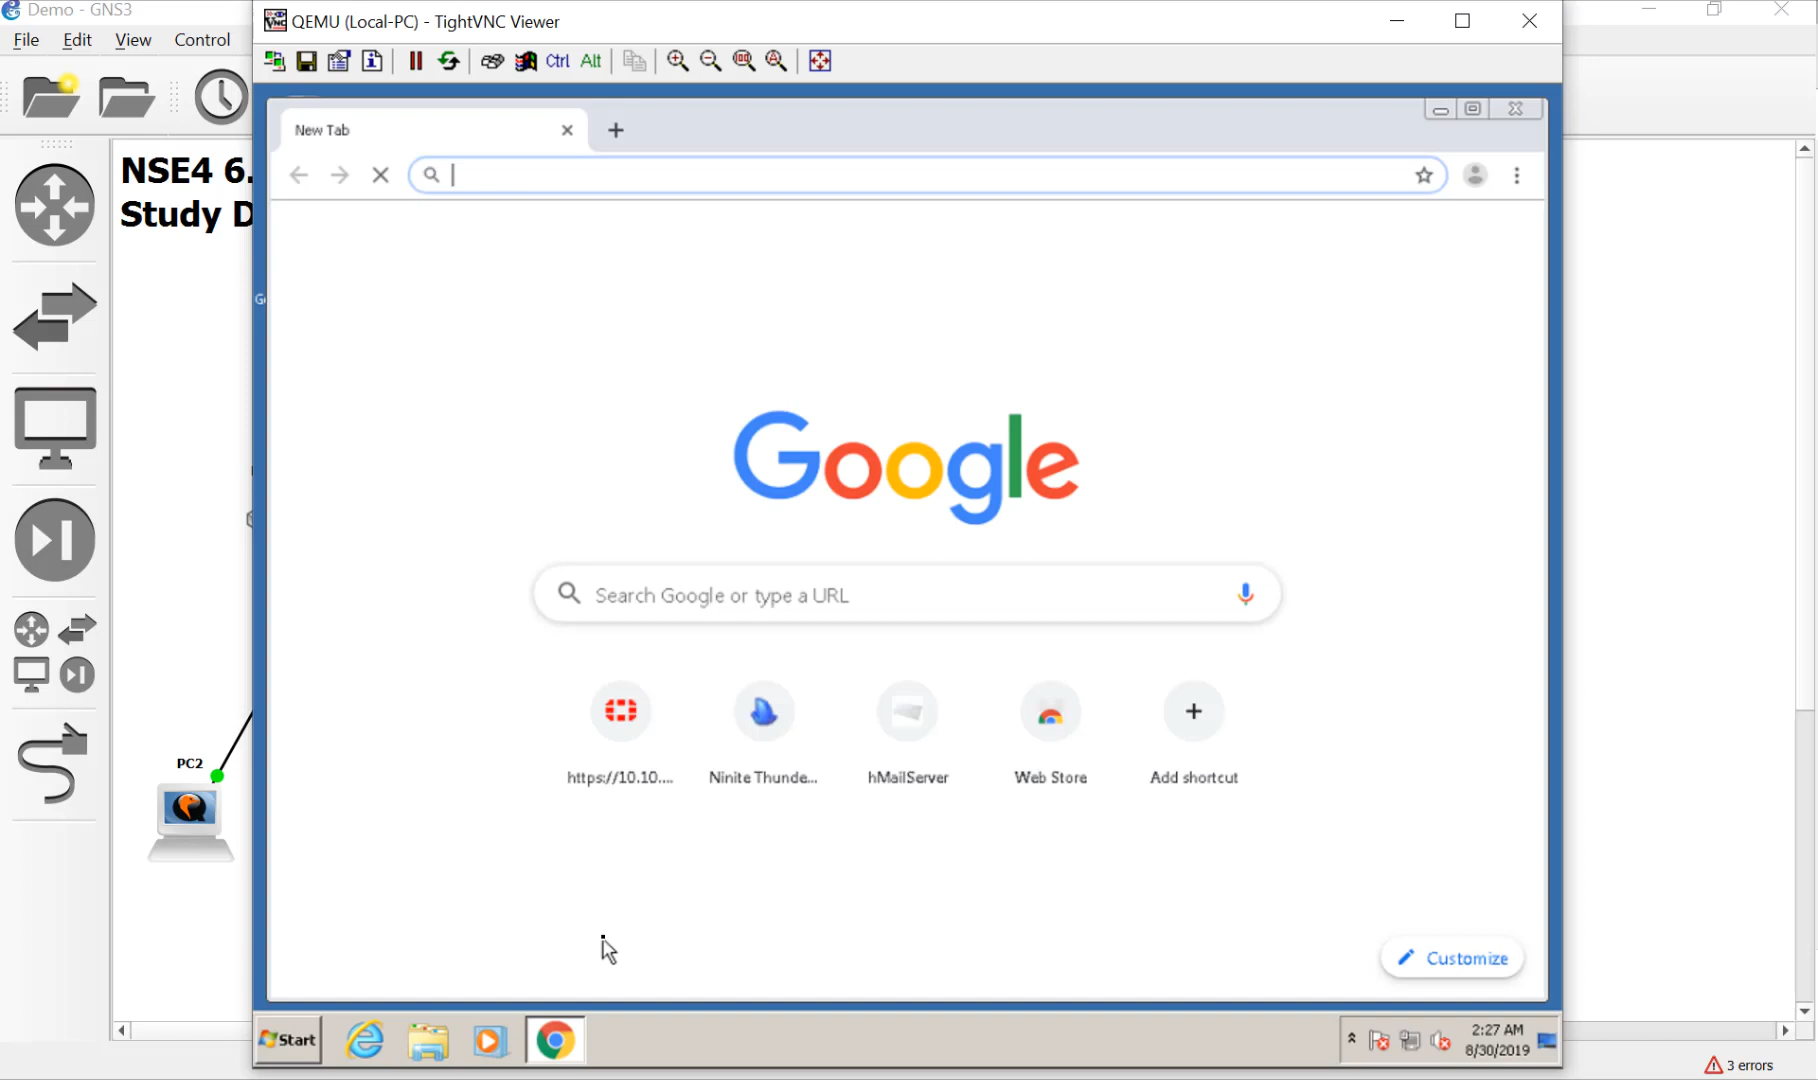 Demo - GNS3
File Edit View Control
QEMU (Local-PC) - TightVNC Viewer
Ctrl Alt
New Tab
NSE4 6.
Study D
Google
Search Google or type a URL
https://10.10.... Ninite Thunde... hMailServer Web Store Add shortcut
PC2
Customize
Start
2:27 AM
8/30/2019
3 errors